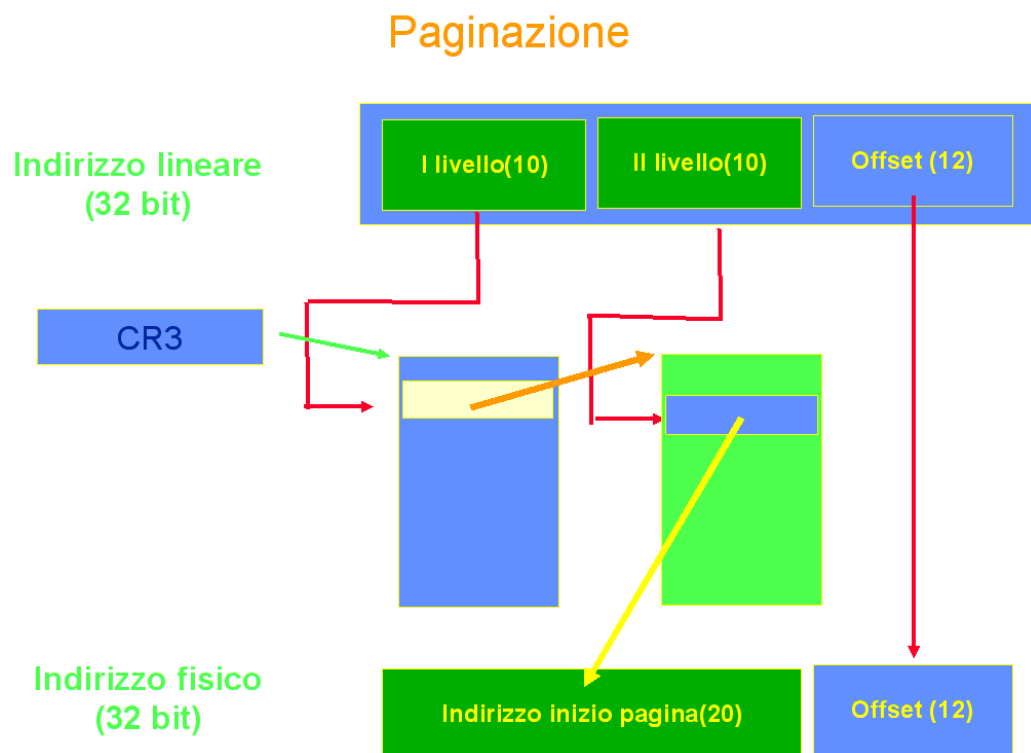 Paginazione
Indirizzo lineare
(32 bit)
I livello(10)
II livello(10)
Offset (12)
CR3
Indirizzo fisico
(32 bit)
Indirizzo inizio pagina(20)
Offset (12)